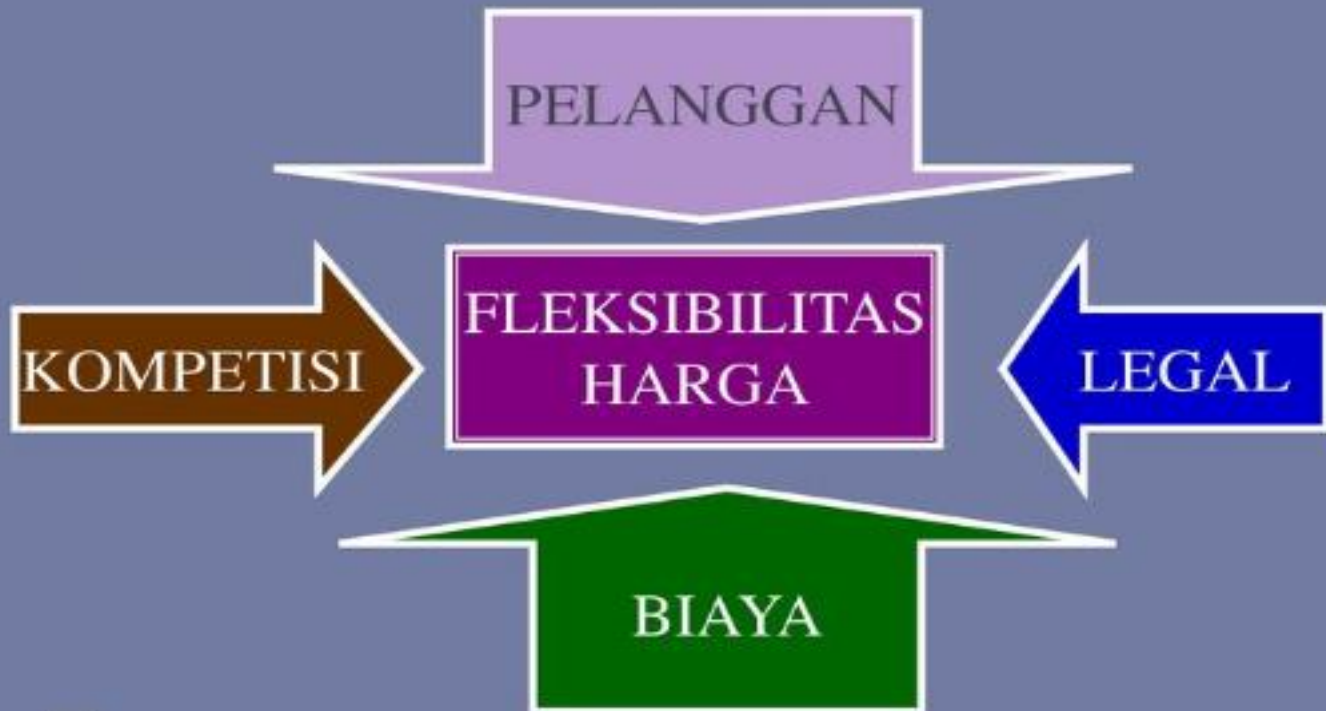 PELANGGAN
FLEKSIBILITAS
HARGA
KOMPETISI
LEGAL
BIAYA